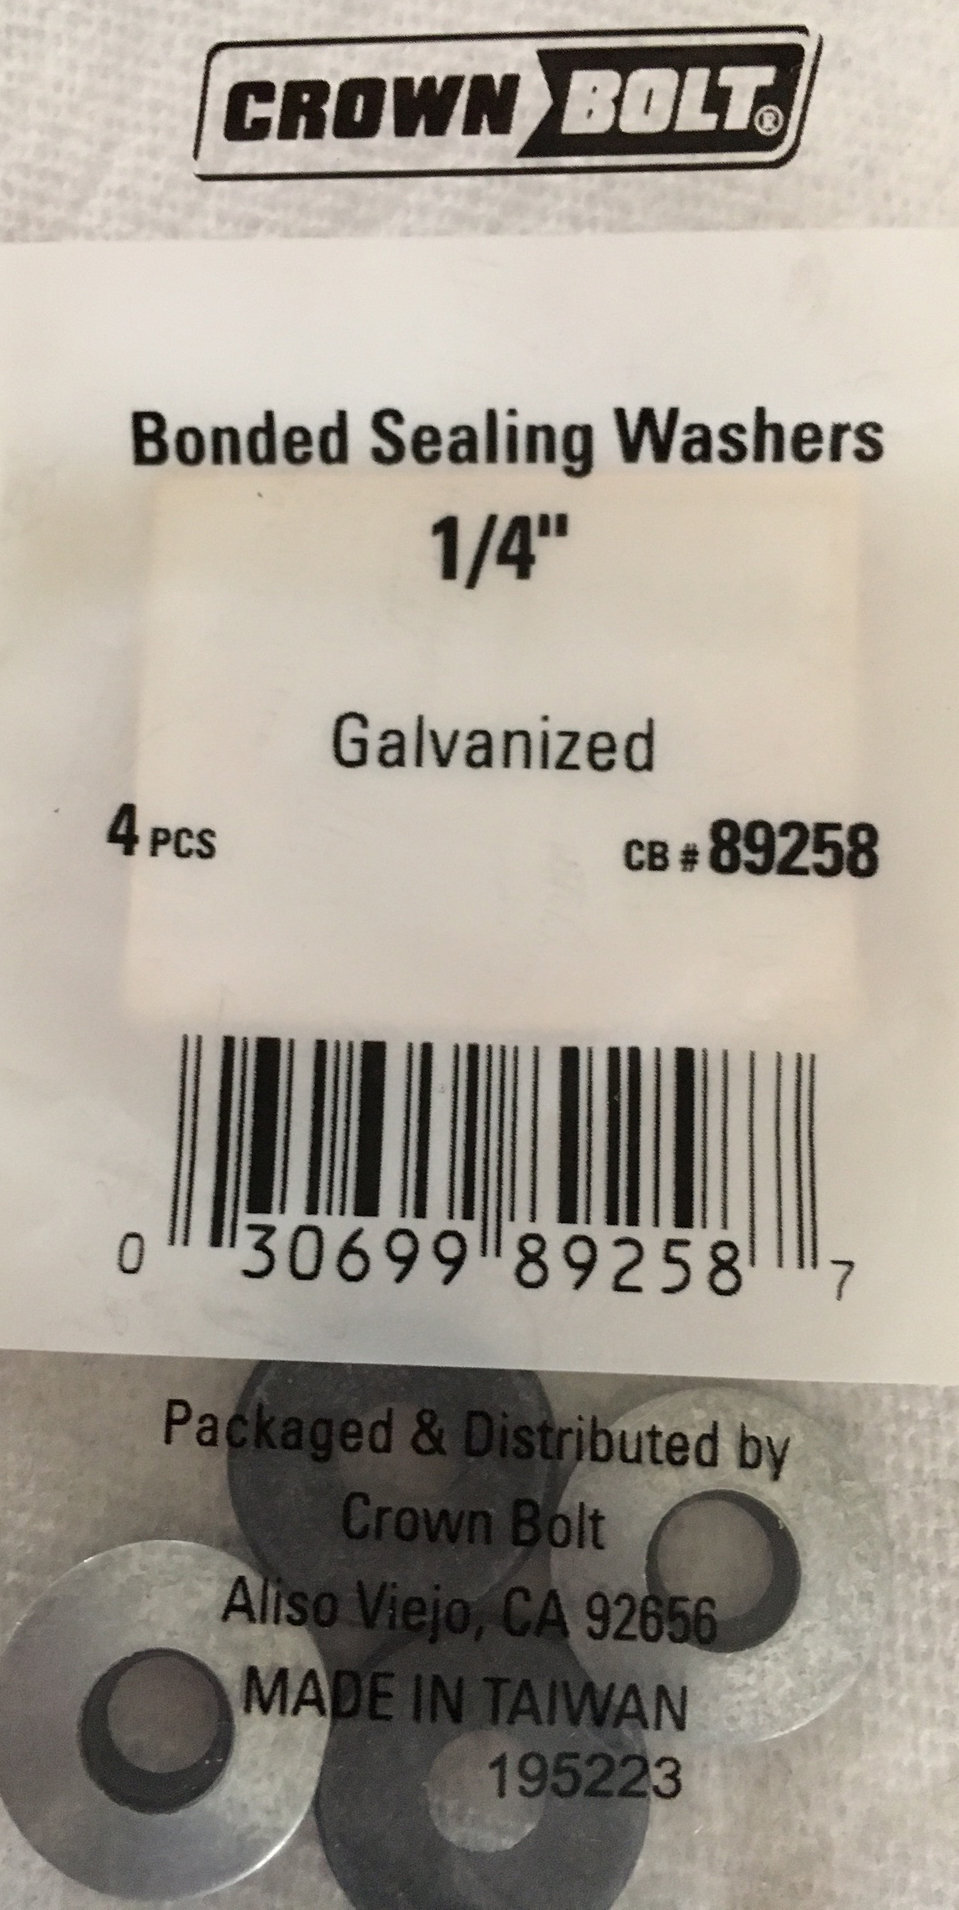 CROWN BOLT®
Bonded Sealing Washers
1/4"
Galvanized
4 PCS CB # 89258
0 30699 89258 7
Packaged & Distributed by
Crown Bolt
Aliso Viejo, CA 92656
MADE IN TAIWAN
195223